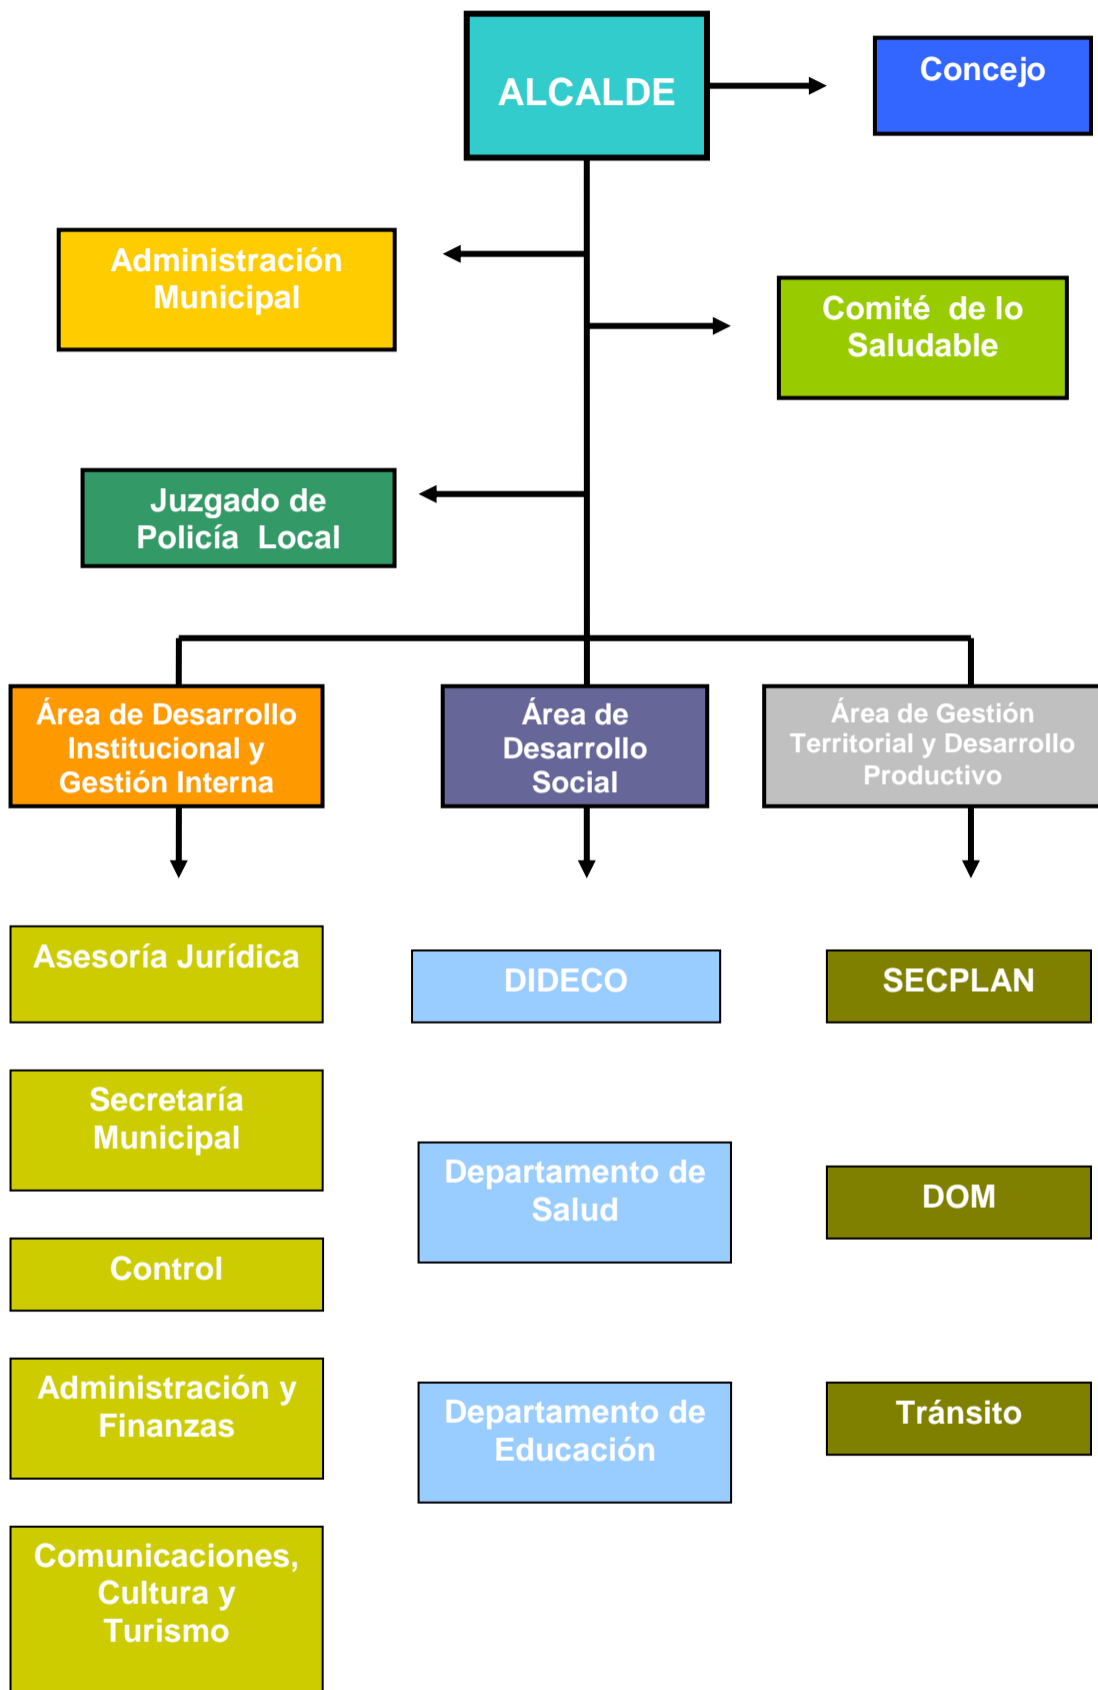 ALCALDE
Concejo
Administración
Municipal
Comité de lo
Saludable
Juzgado de
Policía Local
Área de Desarrollo
Institucional y
Gestión Interna
Área de
Desarrollo
Social
Área de Gestión
Territorial y Desarrollo
Productivo
Asesoría Jurídica
Secretaría
Municipal
Control
Administración y
Finanzas
Comunicaciones,
Cultura y
Turismo
DIDECO
Departamento de
Salud
Departamento de
Educación
SECPLAN
DOM
Tránsito